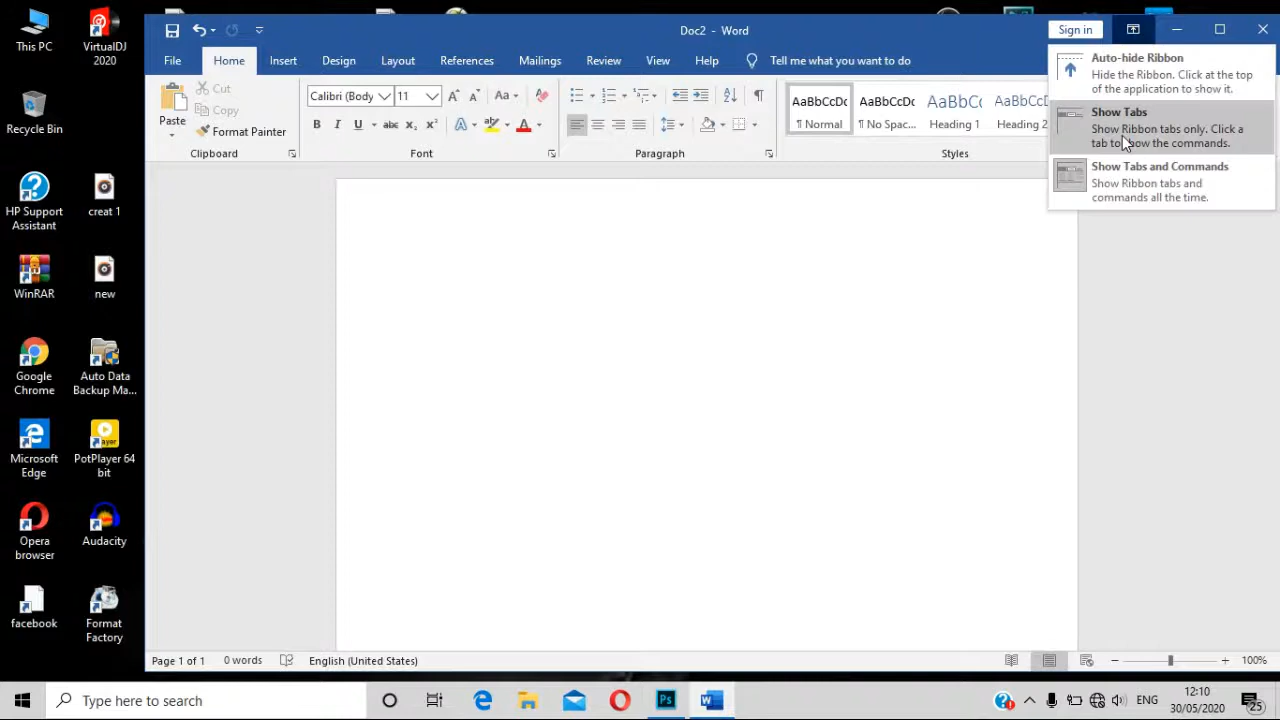 This PC
VirtualDJ
2020
Recycle Bin
HP Support
Assistant
creat 1
WinRAR
new
Google
Chrome
Auto Data
Backup Ma...
Microsoft
Edge
PotPlayer 64
bit
Opera
browser
Audacity
facebook
Format
Factory
Doc2 - Word
Sign in
File
Home
Insert
Design
Layout
References
Mailings
Review
View
Help
Tell me what you want to do
Paste
Cut
Copy
Format Painter
Clipboard
Calibri (Body
11
Aa
B I U abc x₂ x²
Font
Paragraph
AaBbCcDc
¶ Normal
AaBbCcDc
¶ No Spac...
AaBbCc
Heading 1
AaBbCc
Heading 2
Styles
Auto-hide Ribbon
Hide the Ribbon. Click at the top
of the application to show it.
Show Tabs
Show Ribbon tabs only. Click a
tab to show the commands.
Show Tabs and Commands
Show Ribbon tabs and
commands all the time.
Page 1 of 1
0 words
English (United States)
100%
Type here to search
Ps
ENG
12:10
30/05/2020
25